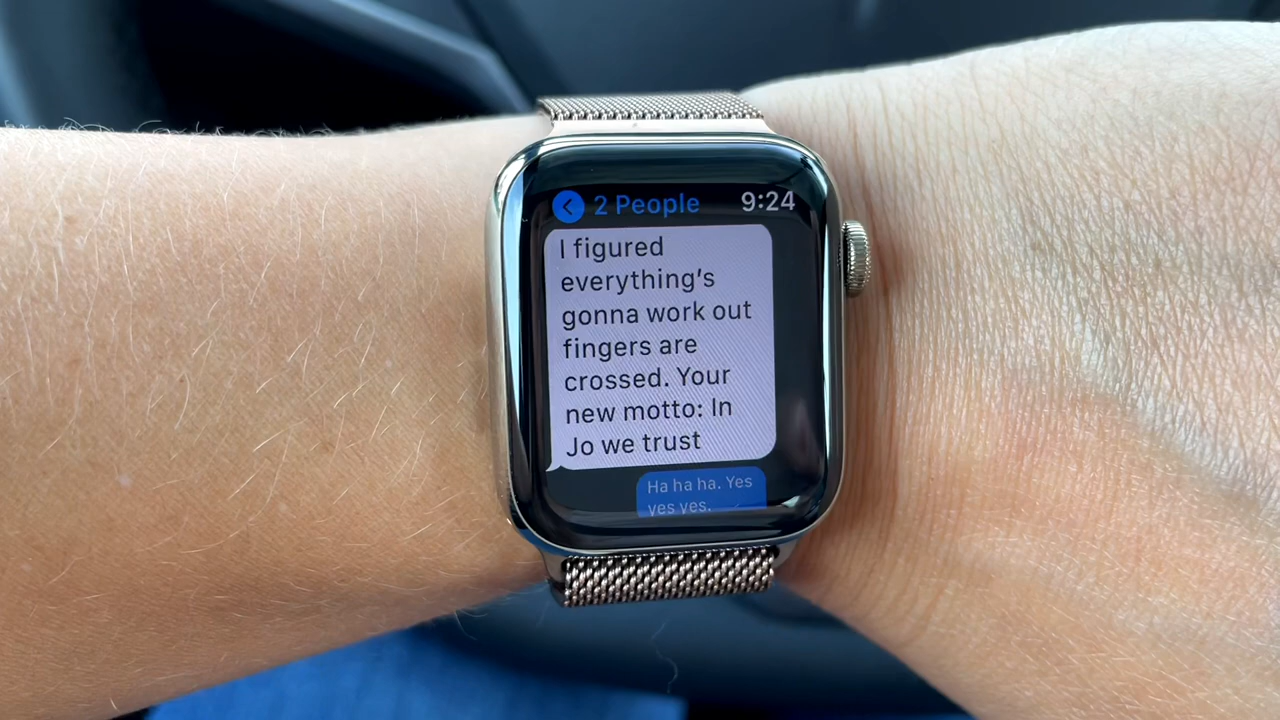 2 People 9:24
I figured
everything's
gonna work out
fingers are
crossed. Your
new motto: In
Jo we trust
Ha ha ha. Yes
yes yes.